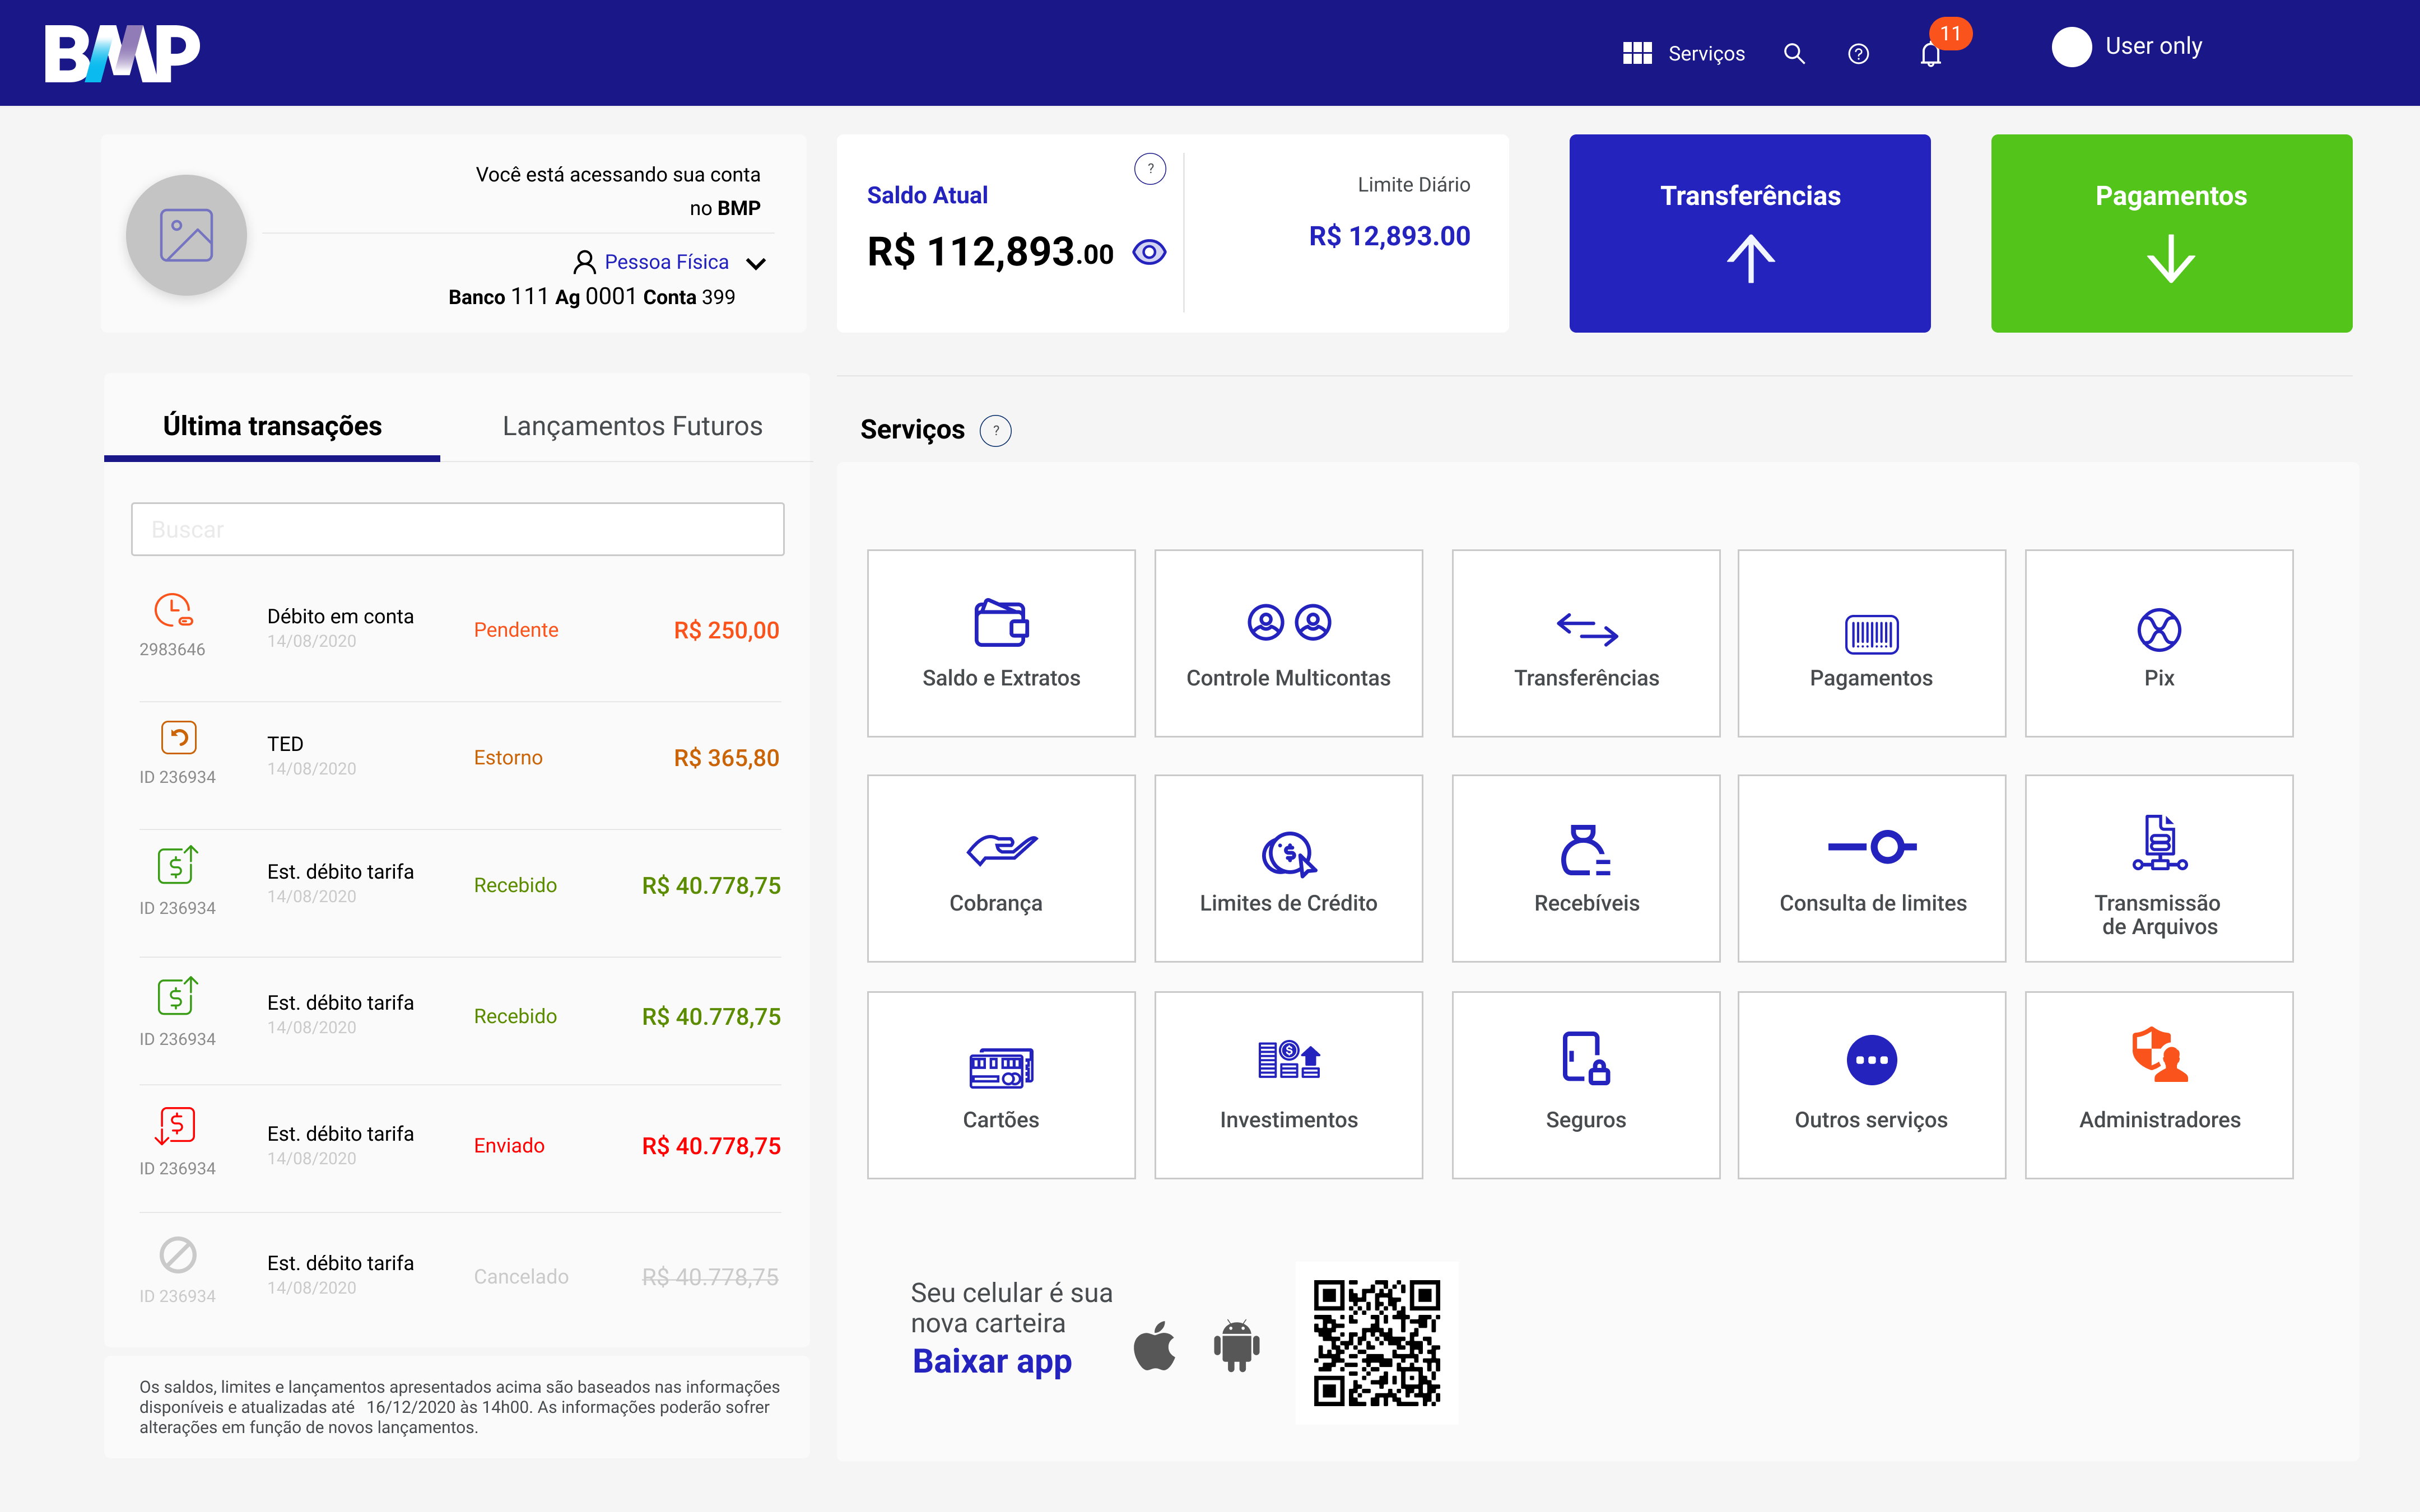 BMP
Serviços
11
User only
Você está acessando sua conta
no BMP
Pessoa Física
Banco 111 Ag 0001 Conta 399
Saldo Atual
?
R$ 112,893.00
Limite Diário
R$ 12,893.00
Transferências
Pagamentos
Última transações
Lançamentos Futuros
Buscar
2983646
Débito em conta
14/08/2020
Pendente
R$ 250,00
ID 236934
TED
14/08/2020
Estorno
R$ 365,80
ID 236934
Est. débito tarifa
14/08/2020
Recebido
R$ 40.778,75
ID 236934
Est. débito tarifa
14/08/2020
Recebido
R$ 40.778,75
ID 236934
Est. débito tarifa
14/08/2020
Enviado
R$ 40.778,75
ID 236934
Est. débito tarifa
14/08/2020
Cancelado
R$ 40.778,75
Os saldos, limites e lançamentos apresentados acima são baseados nas informações
disponíveis e atualizadas até 16/12/2020 às 14h00. As informações poderão sofrer
alterações em função de novos lançamentos.
Serviços ?
Saldo e Extratos
Controle Multicontas
Transferências
Pagamentos
Pix
Cobrança
Limites de Crédito
Recebíveis
Consulta de limites
Transmissão
de Arquivos
Cartões
Investimentos
Seguros
Outros serviços
Administradores
Seu celular é sua
nova carteira
Baixar app